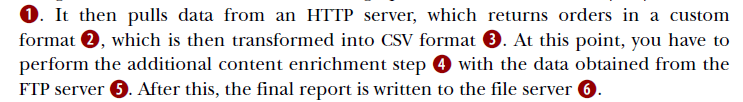 ❶. It then pulls data from an HTTP server, which returns orders in a custom
format ❷, which is then transformed into CSV format ❸. At this point, you have to
perform the additional content enrichment step ❹ with the data obtained from the
FTP server ❺. After this, the final report is written to the file server ❻.